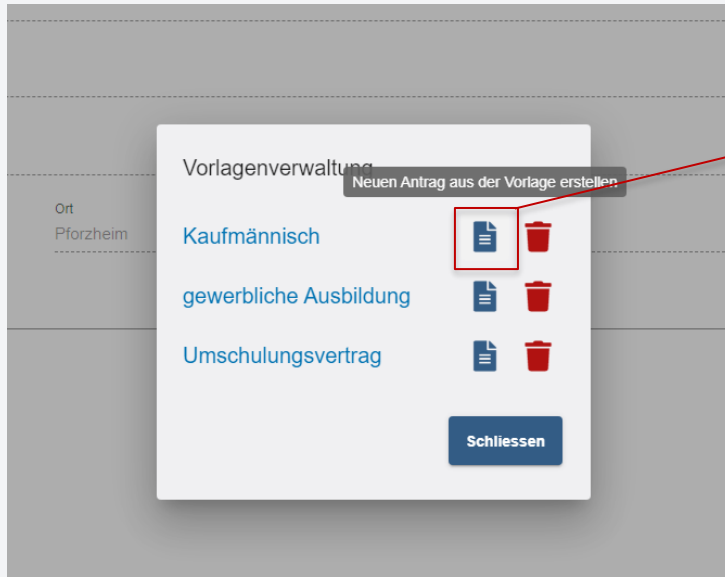 Vorlagenverwaltung
Neuen Antrag aus der Vorlage erstellen
Ort
Pforzheim
Kaufmännisch
gewerbliche Ausbildung
Umschulungsvertrag
Schliessen